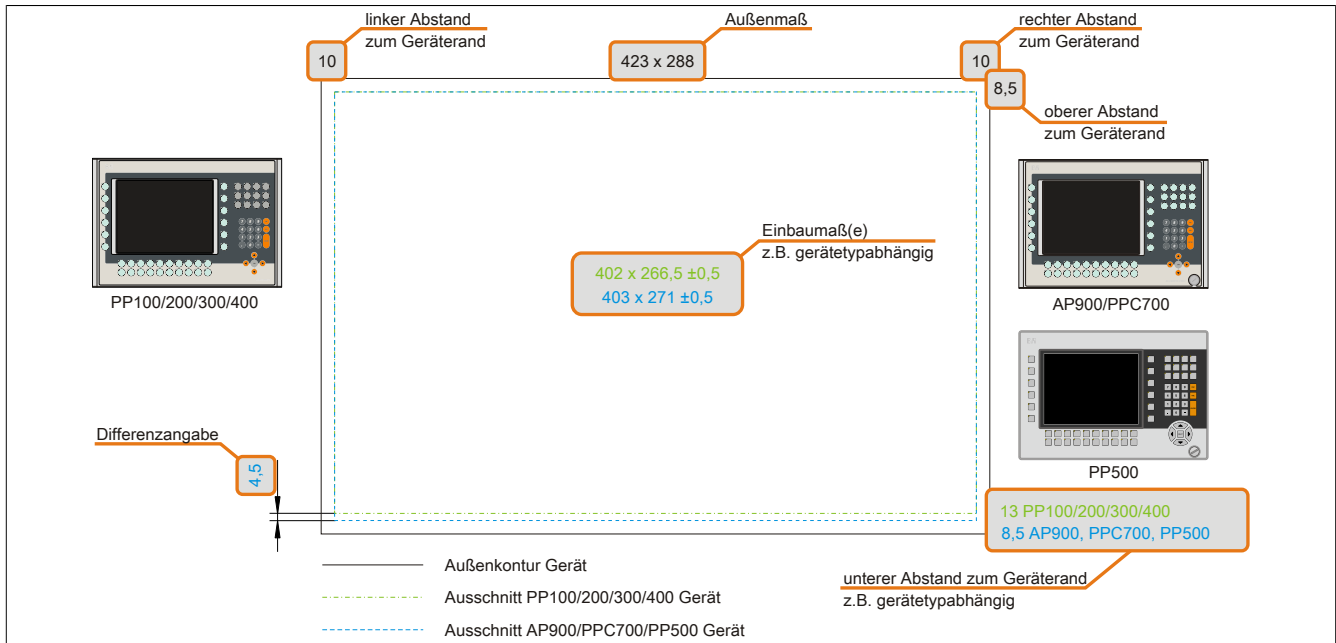 linker Abstand
zum Geräterand
Außenmaß
rechter Abstand
zum Geräterand
10
423 x 288
10
8,5
oberer Abstand
zum Geräterand
Einbaumaß(e)
z.B. gerätetypabhängig
402 x 266,5 ±0,5
403 x 271 ±0,5
PP100/200/300/400
AP900/PPC700
Differenzangabe
4,5
PP500
13 PP100/200/300/400
8,5 AP900, PPC700, PP500
Außenkontur Gerät
unterer Abstand zum Geräterand
z.B. gerätetypabhängig
Ausschnitt PP100/200/300/400 Gerät
Ausschnitt AP900/PPC700/PP500 Gerät